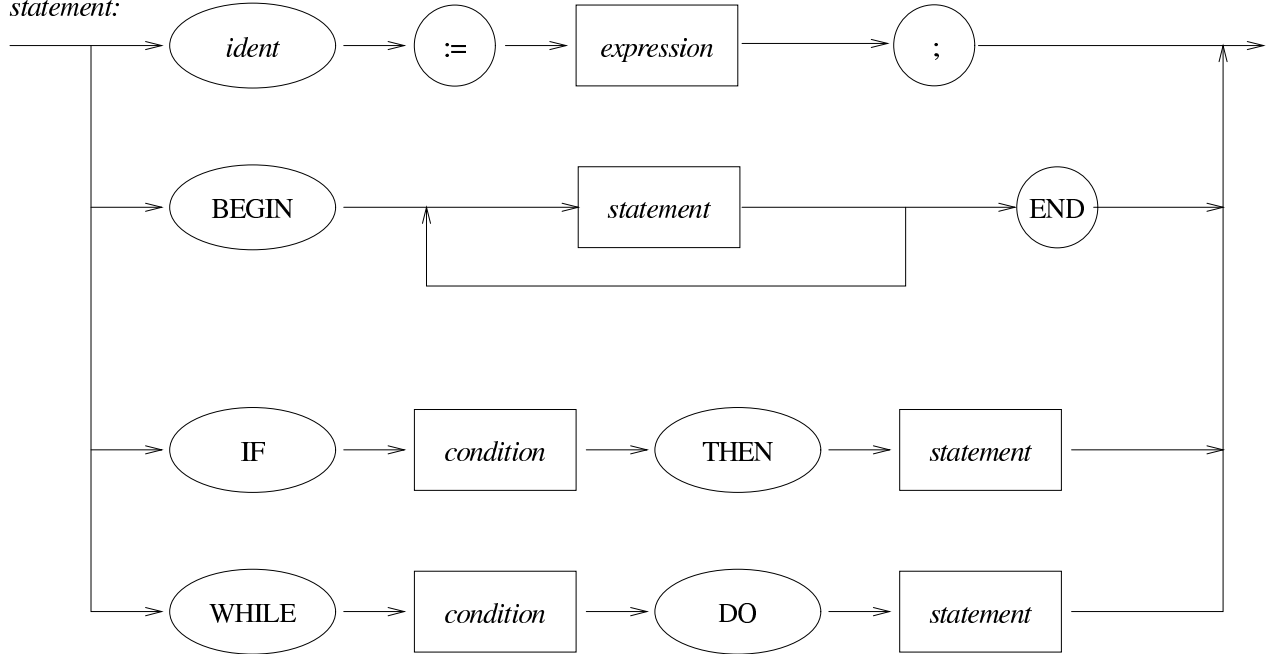 statement:
ident := expression ;
BEGIN statement END
IF condition THEN statement
WHILE condition DO statement